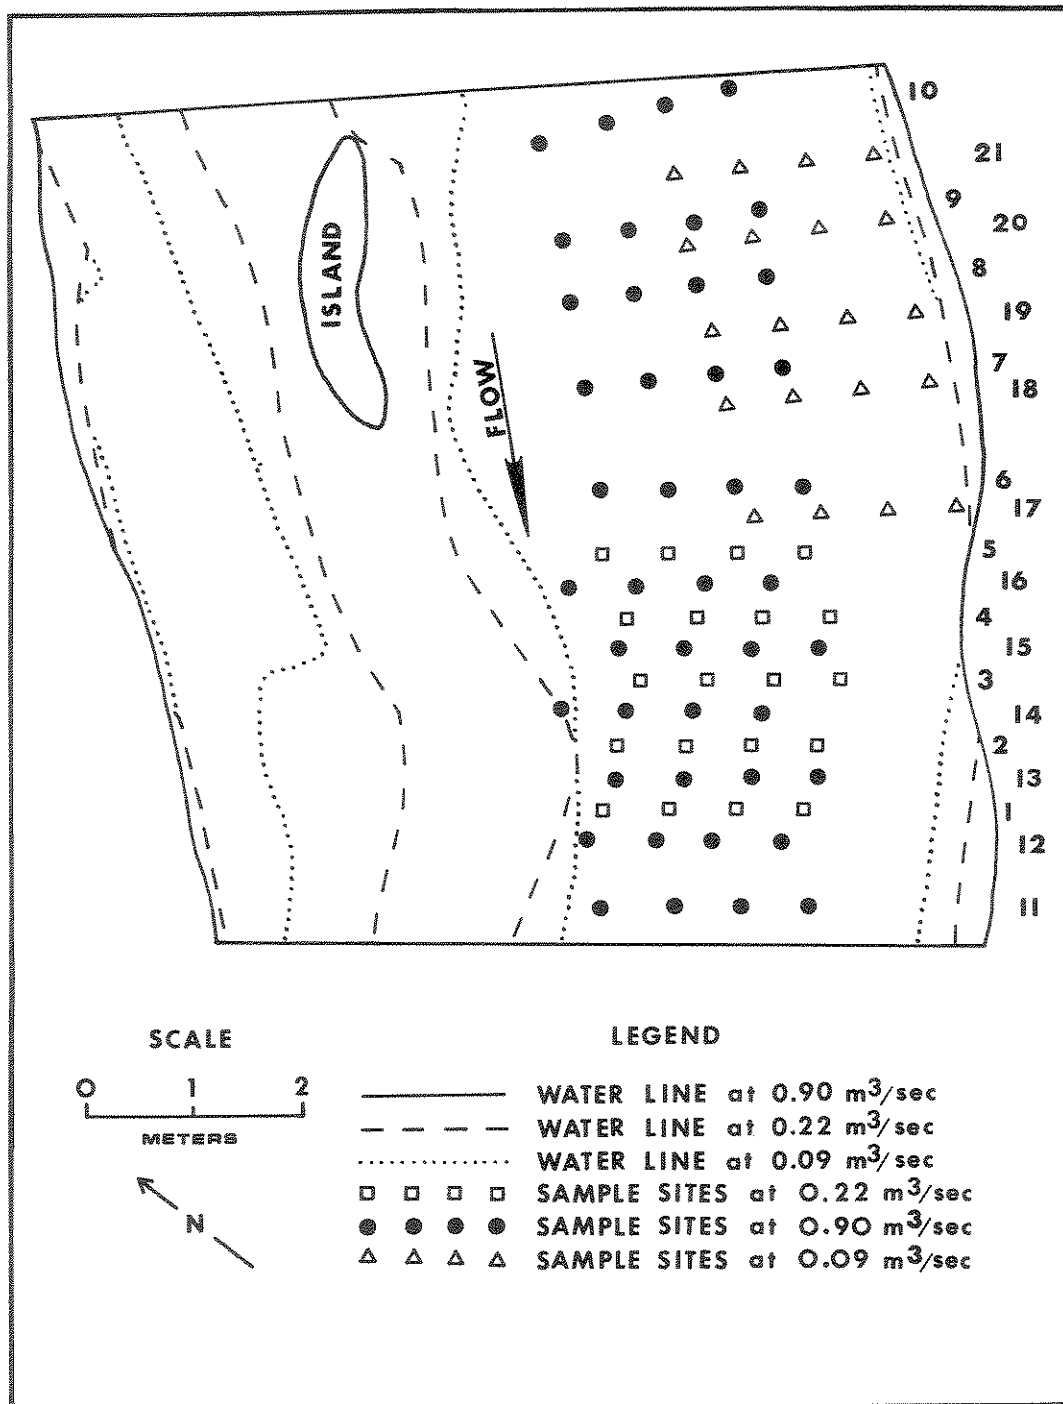 10
21
9
20
8
ISLAND
19
7
FLOW
18
6
17
5
16
4
15
3
14
2
13
1
12
11
SCALE
LEGEND
0 1 2
METERS
WATER LINE at 0.90 m³/sec
WATER LINE at 0.22 m³/sec
WATER LINE at 0.09 m³/sec
SAMPLE SITES at 0.22 m³/sec
SAMPLE SITES at 0.90 m³/sec
SAMPLE SITES at 0.09 m³/sec
N